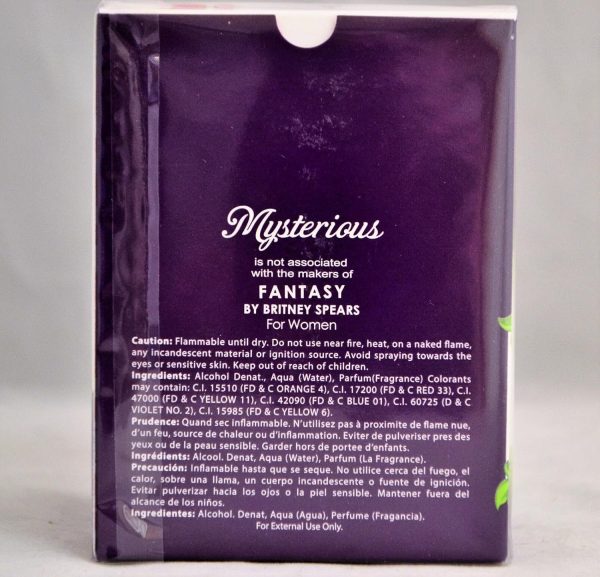 Mysterious
is not associated
with the makers of
FANTASY
BY BRITNEY SPEARS
For Women
Caution: Flammable until dry. Do not use near fire, heat, on a naked flame,
any incandescent material or ignition source. Avoid spraying towards the
eyes or sensitive skin. Keep out of reach of children.
Ingredients: Alcohol Denat., Aqua (Water), Parfum(Fragrance) Colorants
may contain: C.I. 15510 (FD & C ORANGE 4), C.I. 17200 (FD & C RED 33), C.I.
47000 (FD & C YELLOW 11), C.I. 42090 (FD & C BLUE 01), C.I. 60725 (D & C
VIOLET NO. 2), C.I. 15985 (FD & C YELLOW 6).
Prudence: Quand sec inflammable. N'utilisez pas à proximite de flame nue,
d'un feu, source de chaleur ou d'inflammation. Eviter de pulveriser pres des
yeux ou de la peau sensible. Garder hors de portee d'enfants.
Ingrédients: Alcool. Denat, Aqua (Water), Parfum (La Fragrance).
Precaución: Inflamable hasta que se seque. No utilice cerca del fuego, el
calor, sobre una llama, un cuerpo incandescente o fuente de ignición.
Evitar pulverizar hacia los ojos o la piel sensible. Mantener fuera del
alcance de los niños.
Ingredientes: Alcohol. Denat, Aqua (Agua), Perfume (Fragancia).
For External Use Only.